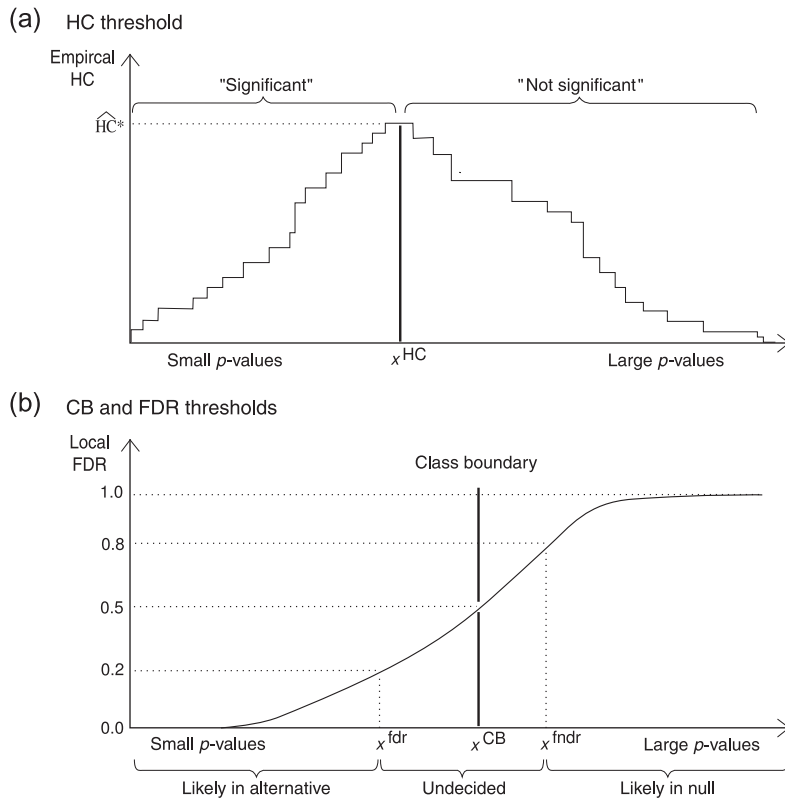 (a) HC threshold
Empircal
HC
"Significant" "Not significant"
ĤC*
Small p-values x^HC Large p-values
(b) CB and FDR thresholds
Local
FDR
Class boundary
1.0
0.8
0.5
0.2
0.0
Small p-values x^fdr x^CB x^fndr Large p-values
Likely in alternative Undecided Likely in null